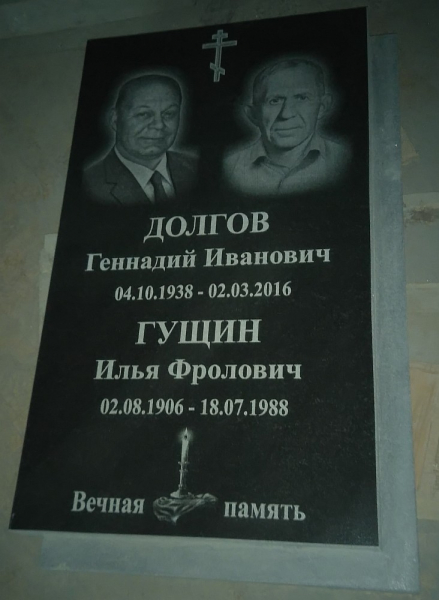 ДОЛГОВ
Геннадий Иванович
04.10.1938 - 02.03.2016
ГУЩИН
Илья Фролович
02.08.1906 - 18.07.1988
Вечная память